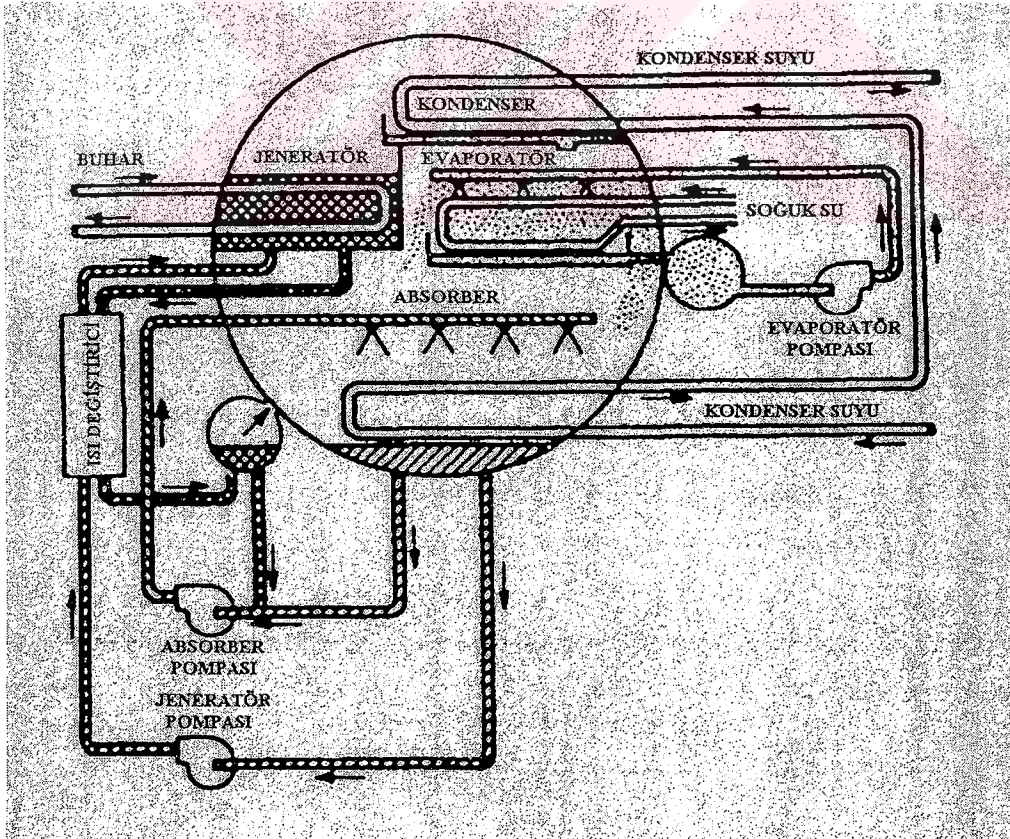 KONDENSER SUYU
KONDENSER
BUHAR
JENERATÖR
EVAPORATÖR
SOĞUK SU
ABSORBER
EVAPORATÖR
POMPASI
ISI DEĞİŞTİRİCİ
KONDENSER SUYU
ABSORBER
POMPASI
JENERATÖR
POMPASI